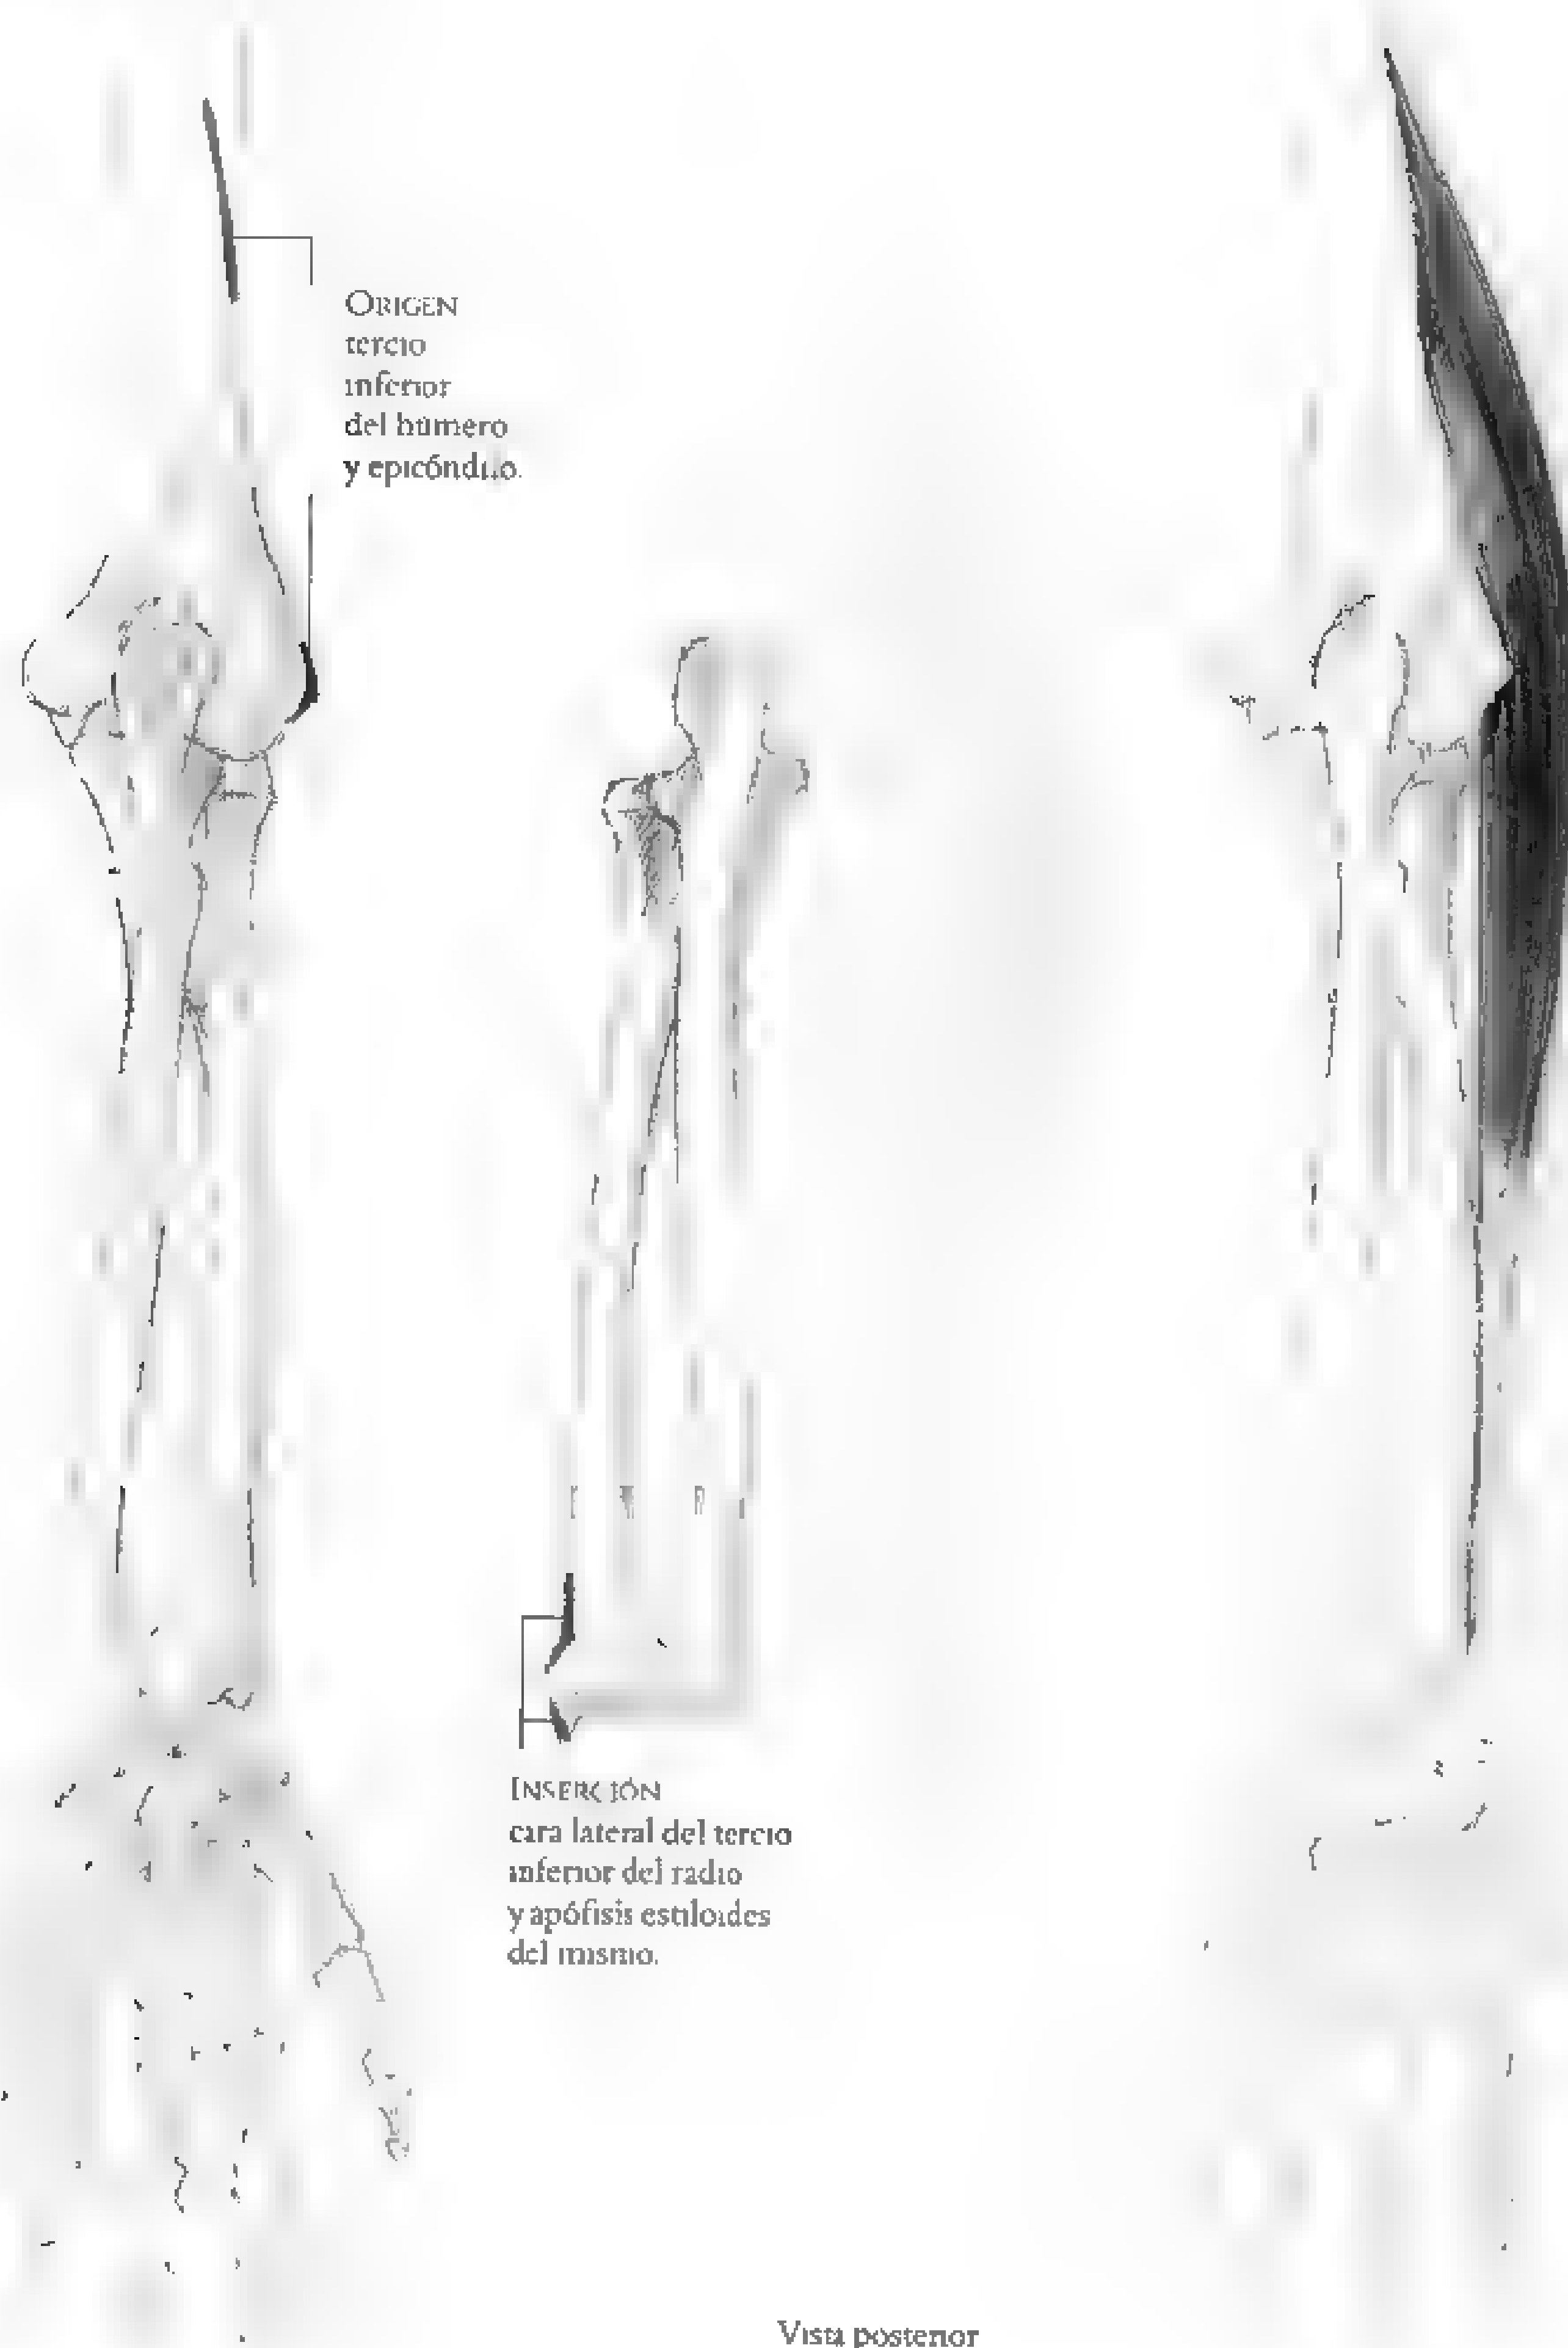 ORIGEN
tercio
inferior
del húmero
y epicóndilo.
INSERCIÓN
cara lateral del tercio
inferior del radio
y apófisis estiloides
del mismo.
Vista posterior